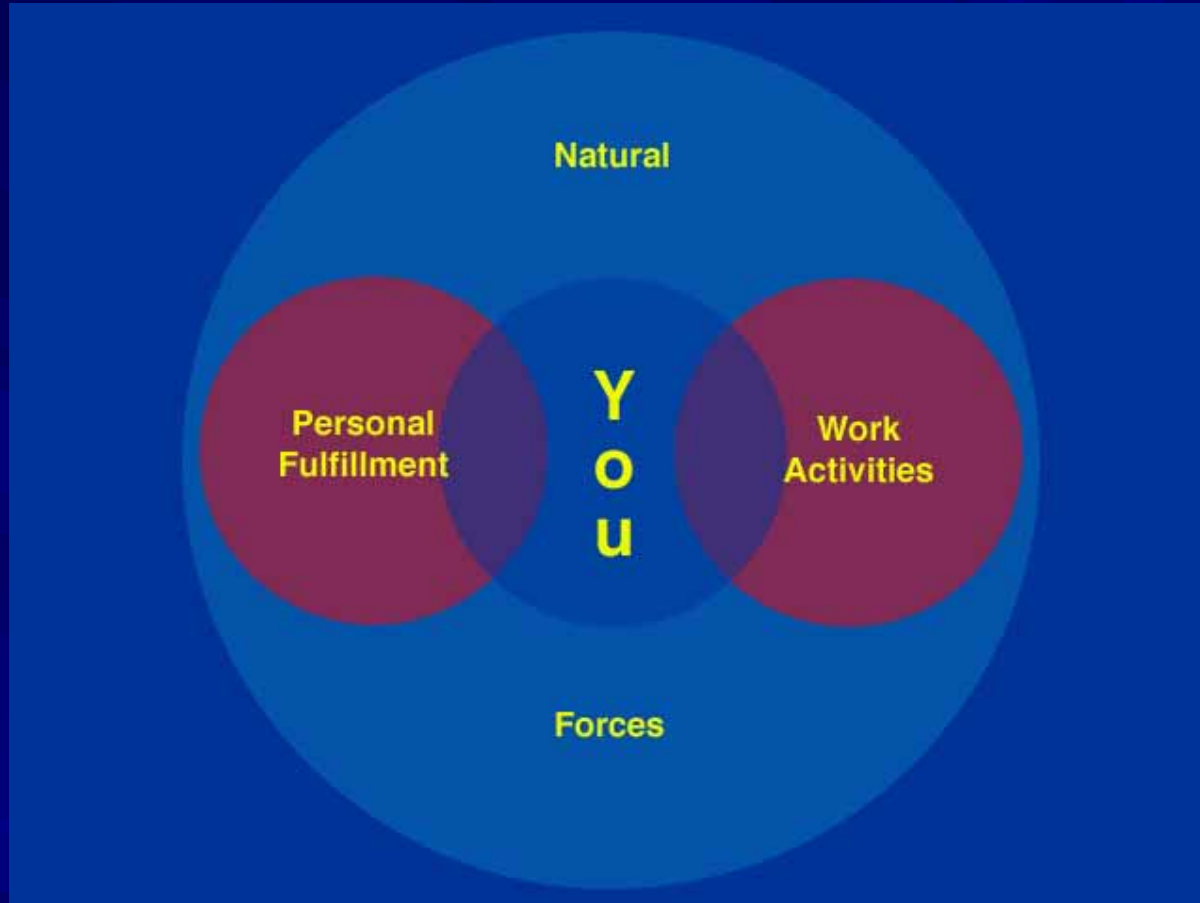 Natural
Personal
Fulfillment
Y
o
u
Work
Activities
Forces